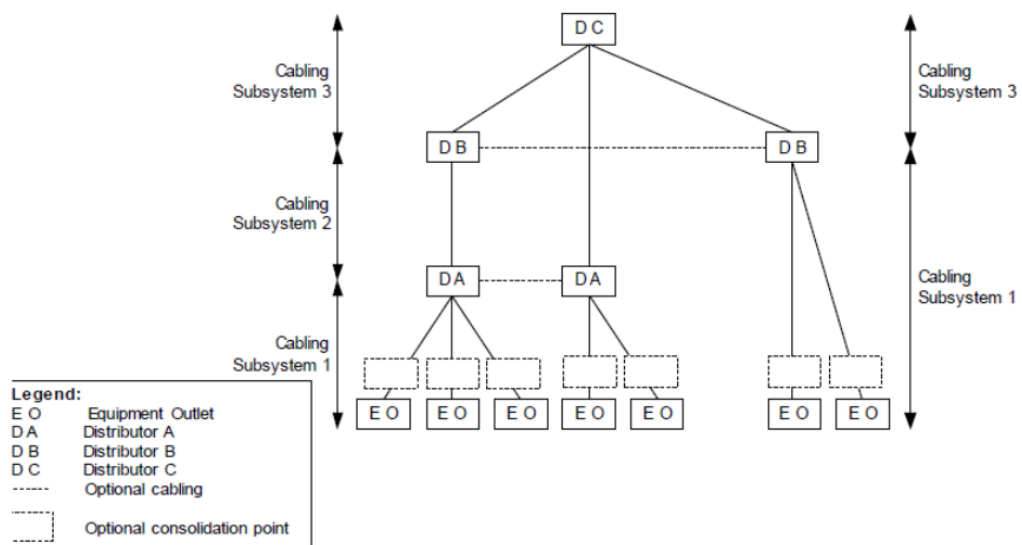 D C
Cabling
Subsystem 3
Cabling
Subsystem 3
D B
D B
Cabling
Subsystem 2
D A
D A
Cabling
Subsystem 1
Cabling
Subsystem 1
E O
E O
E O
E O
E O
E O
E O
Legend:
E O Equipment Outlet
D A Distributor A
D B Distributor B
D C Distributor C
Optional cabling
Optional consolidation point